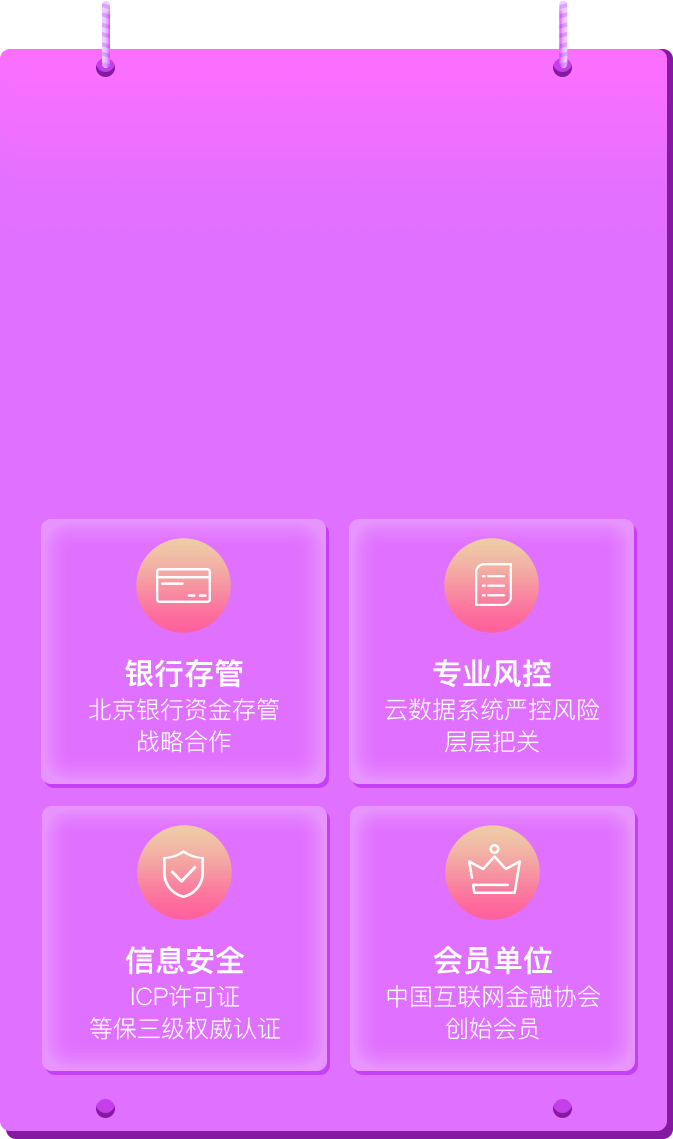 银行存管
北京银行资金存管
战略合作
专业风控
云数据系统严控风险
层层把关
信息安全
ICP许可证
等保三级权威认证
会员单位
中国互联网金融协会
创始会员